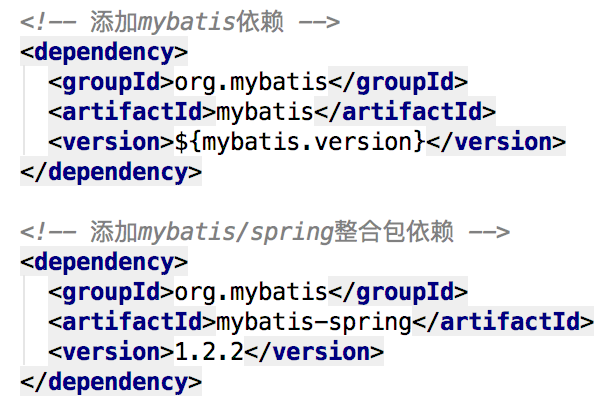 <!-- 添加mybatis依赖 -->
<dependency>
  <groupId>org.mybatis</groupId>
  <artifactId>mybatis</artifactId>
  <version>${mybatis.version}</version>
</dependency>

<!-- 添加mybatis/spring整合包依赖 -->
<dependency>
  <groupId>org.mybatis</groupId>
  <artifactId>mybatis-spring</artifactId>
  <version>1.2.2</version>
</dependency>